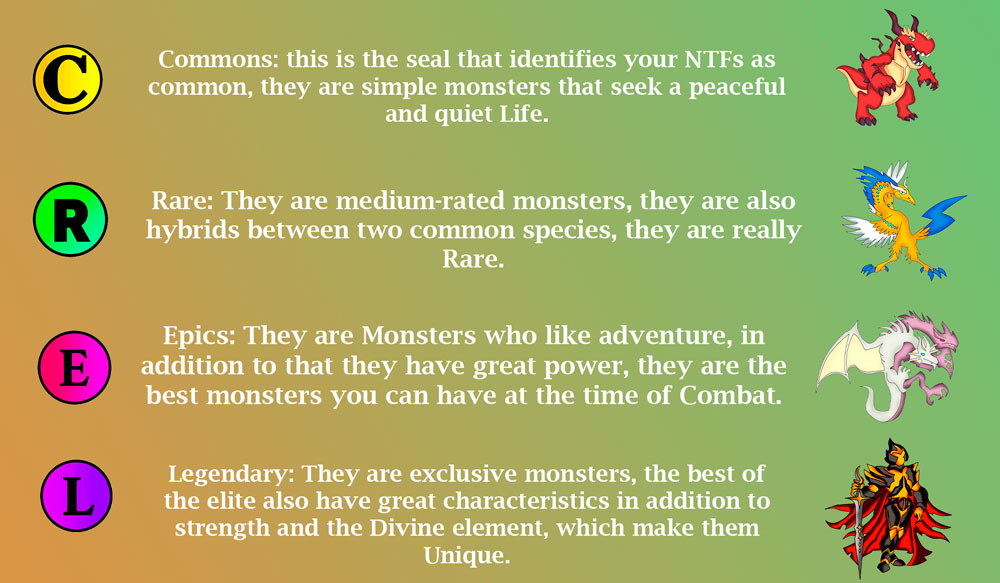 C
Commons: this is the seal that identifies your NTFs as
common, they are simple monsters that seek a peaceful
and quiet Life.
R
Rare: They are medium-rated monsters, they are also
hybrids between two common species, they are really
Rare.
E
Epics: They are Monsters who like adventure, in
addition to that they have great power, they are the
best monsters you can have at the time of Combat.
L
Legendary: They are exclusive monsters, the best of
the elite also have great characteristics in addition to
strength and the Divine element, which make them
Unique.